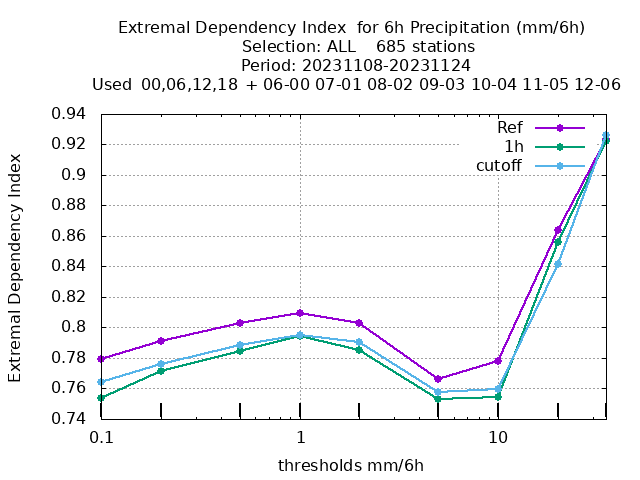 Extremal Dependency Index  for 6h Precipitation (mm/6h)
Selection: ALL    685 stations
Period: 20231108-20231124
Used  00,06,12,18  + 06-00 07-01 08-02 09-03 10-04 11-05 12-06
Extremal Dependency Index
0.94
0.92
0.9
0.88
0.86
0.84
0.82
0.8
0.78
0.76
0.74
Ref
1h
cutoff
0.1
1
10
thresholds mm/6h